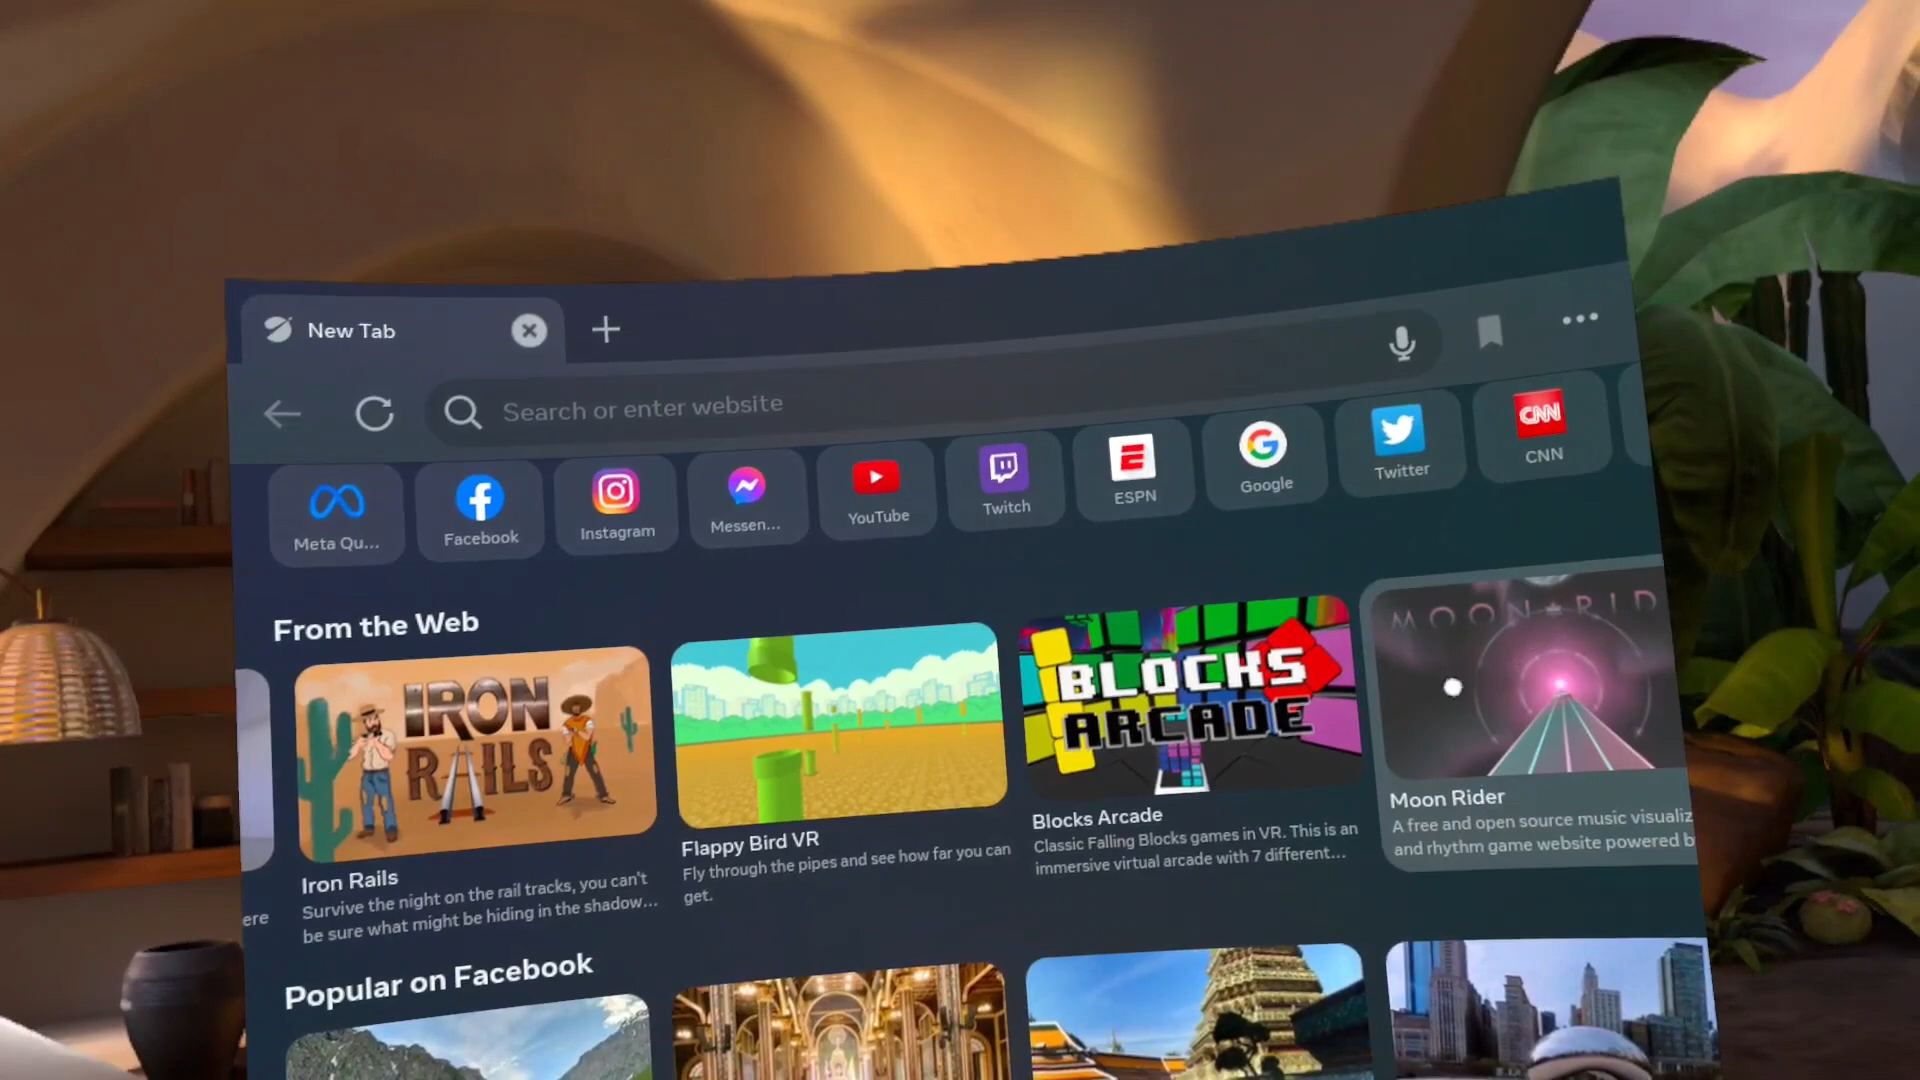 New Tab
Search or enter website
Meta Qu...
Facebook
Instagram
Messen...
YouTube
Twitch
ESPN
Google
Twitter
CNN
CNN
From the Web
IRON
RAILS
BLOCKS
ARCADE
MOON RID
Iron Rails
Survive the night on the rail tracks, you can't
be sure what might be hiding in the shadow...
Flappy Bird VR
Fly through the pipes and see how far you can
get.
Blocks Arcade
Classic Falling Blocks games in VR. This is an
immersive virtual arcade with 7 different...
Moon Rider
A free and open source music visualiz
and rhythm game website powered b
ere
Popular on Facebook